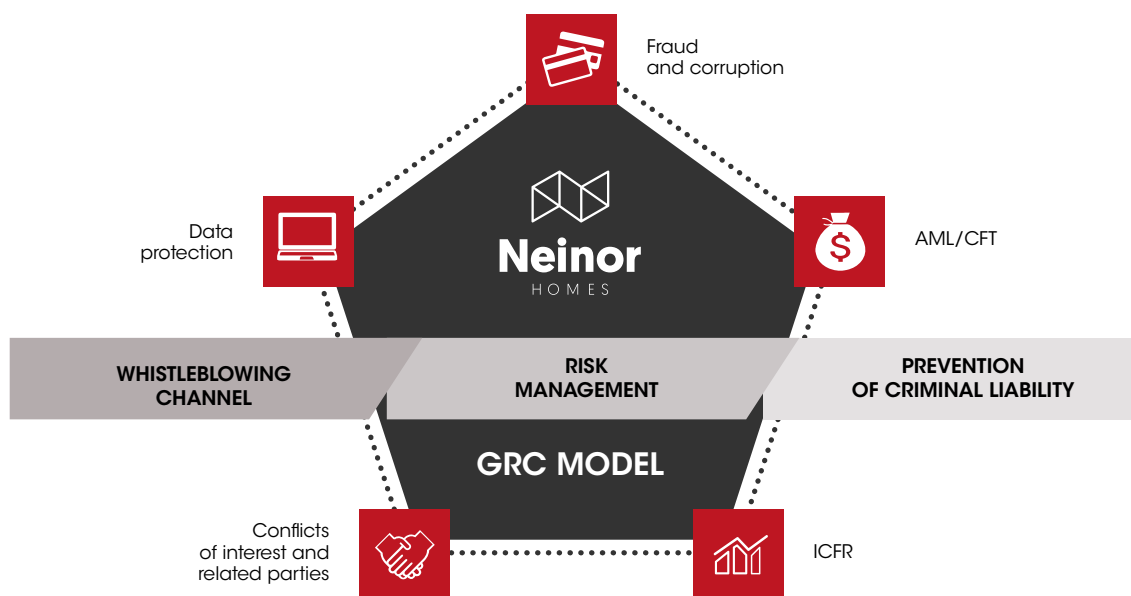 Fraud
and corruption
Neinor
HOMES
Data
protection
$
AML/CFT
WHISTLEBLOWING
CHANNEL
RISK
MANAGEMENT
PREVENTION
OF CRIMINAL LIABILITY
GRC MODEL
Conflicts
of interest and
related parties
ICFR